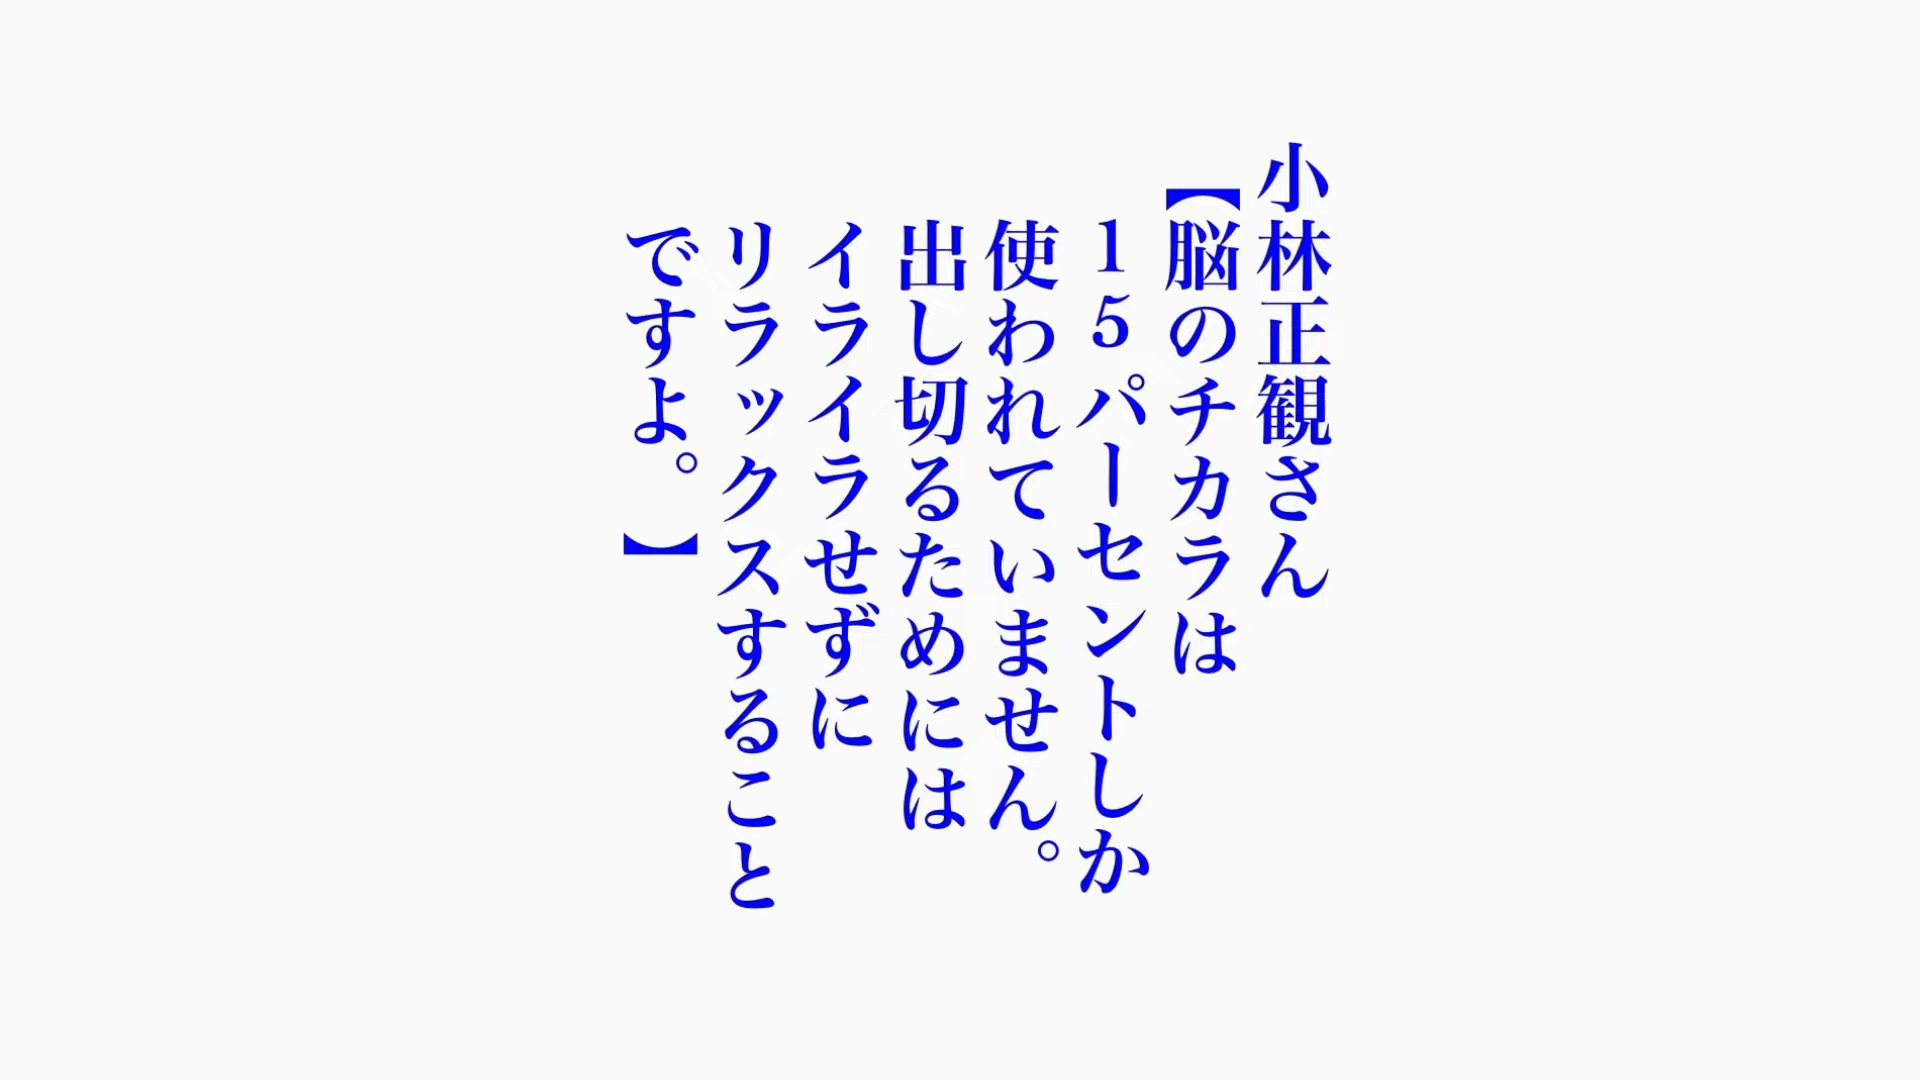 小林正観さん
【脳のチカラは
15パーセントしか
使われていません。
出し切るためには
イライラせずに
リラックスすること
ですよ。】